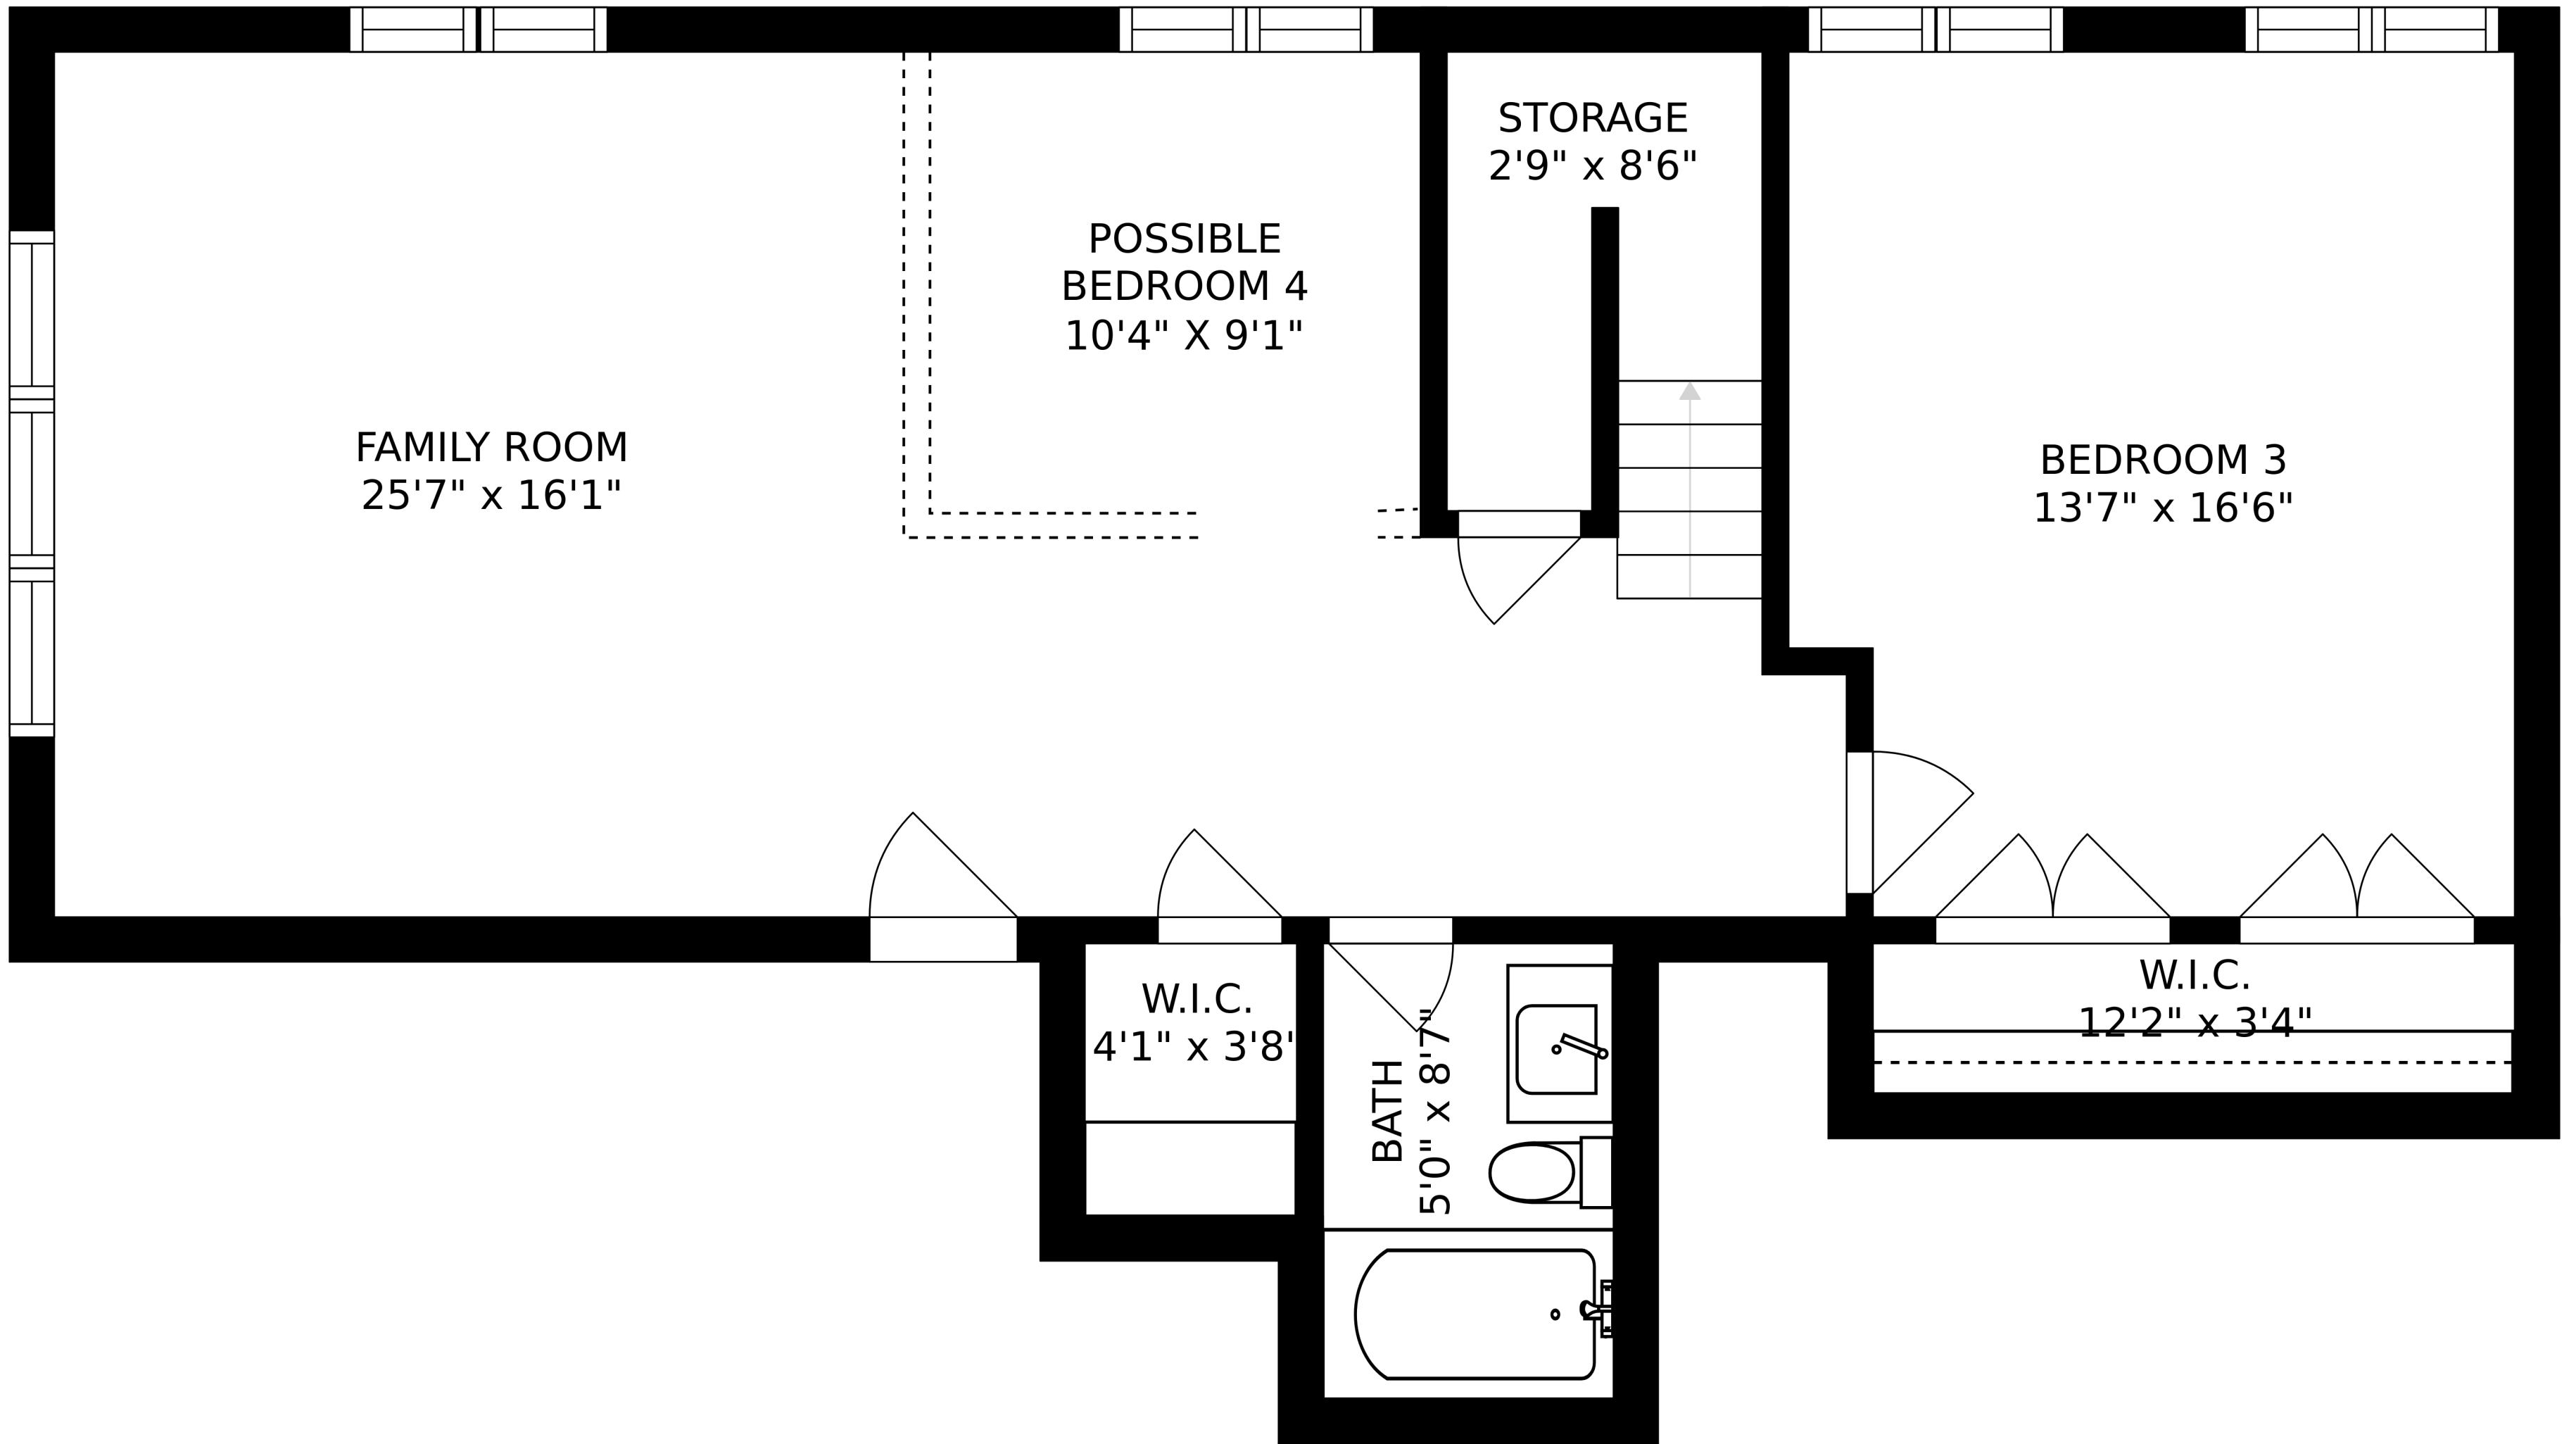 STORAGE
2'9" x 8'6"
POSSIBLE
BEDROOM 4
10'4" X 9'1"
FAMILY ROOM
25'7" x 16'1"
BEDROOM 3
13'7" x 16'6"
W.I.C.
4'1" x 3'8'
BATH
5'0" x 8'7"
W.I.C.
12'2" x 3'4"